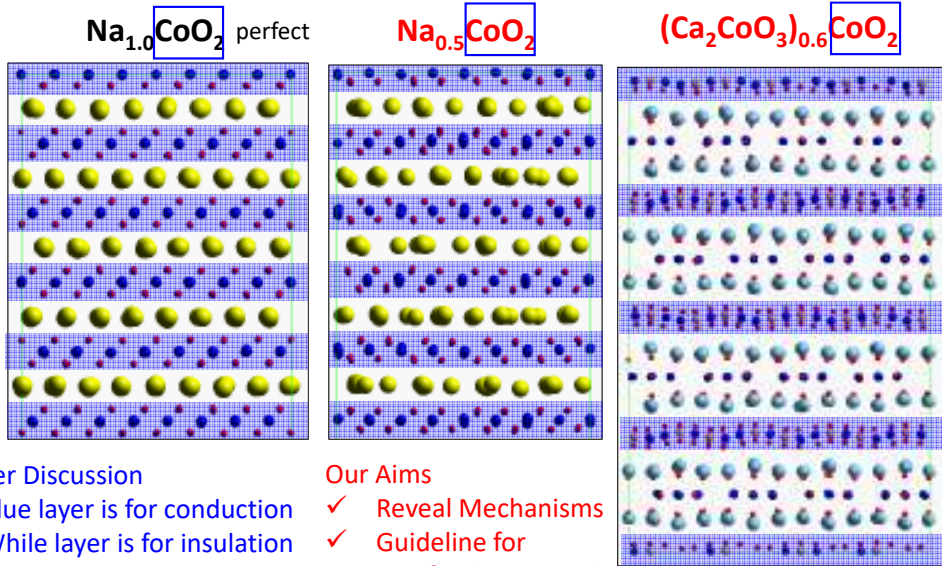 Na1.0CoO2 perfect
Na0.5CoO2
(Ca2CoO3)0.6CoO2
er Discussion
lue layer is for conduction
While layer is for insulation
Our Aims
✓ Reveal Mechanisms
✓ Guideline for